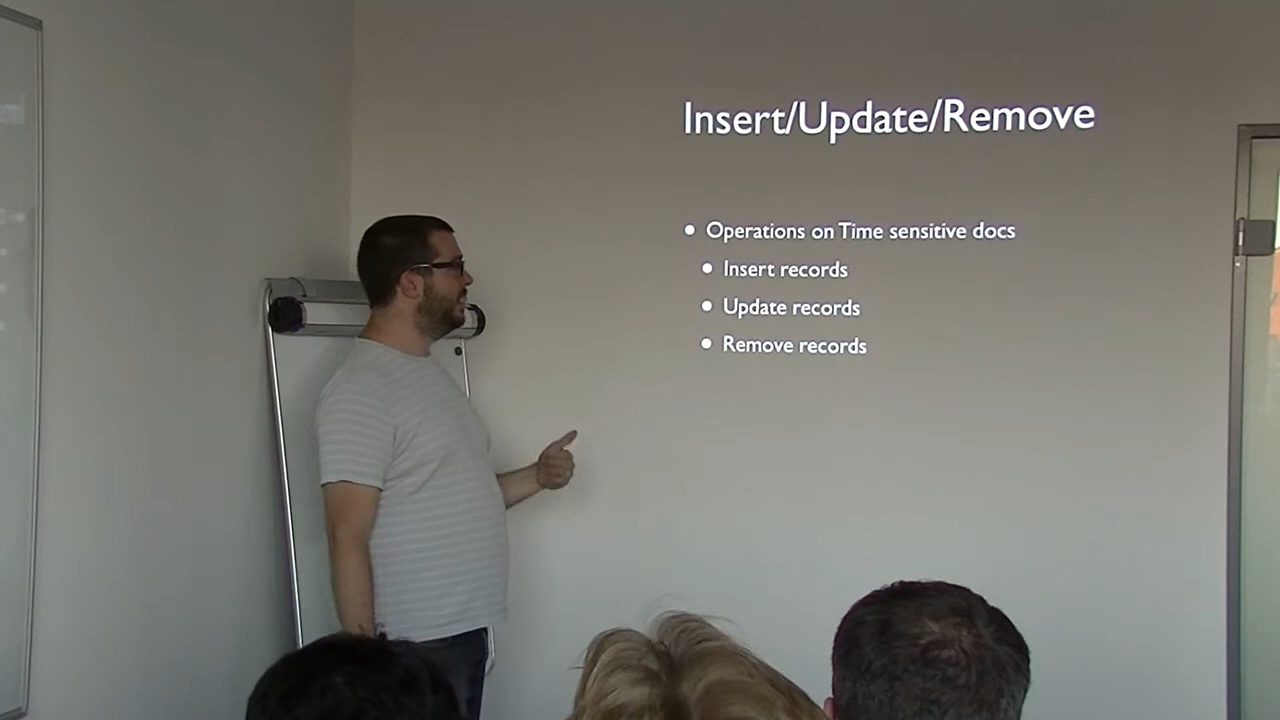 Insert/Update/Remove
• Operations on Time sensitive docs
• Insert records
• Update records
• Remove records